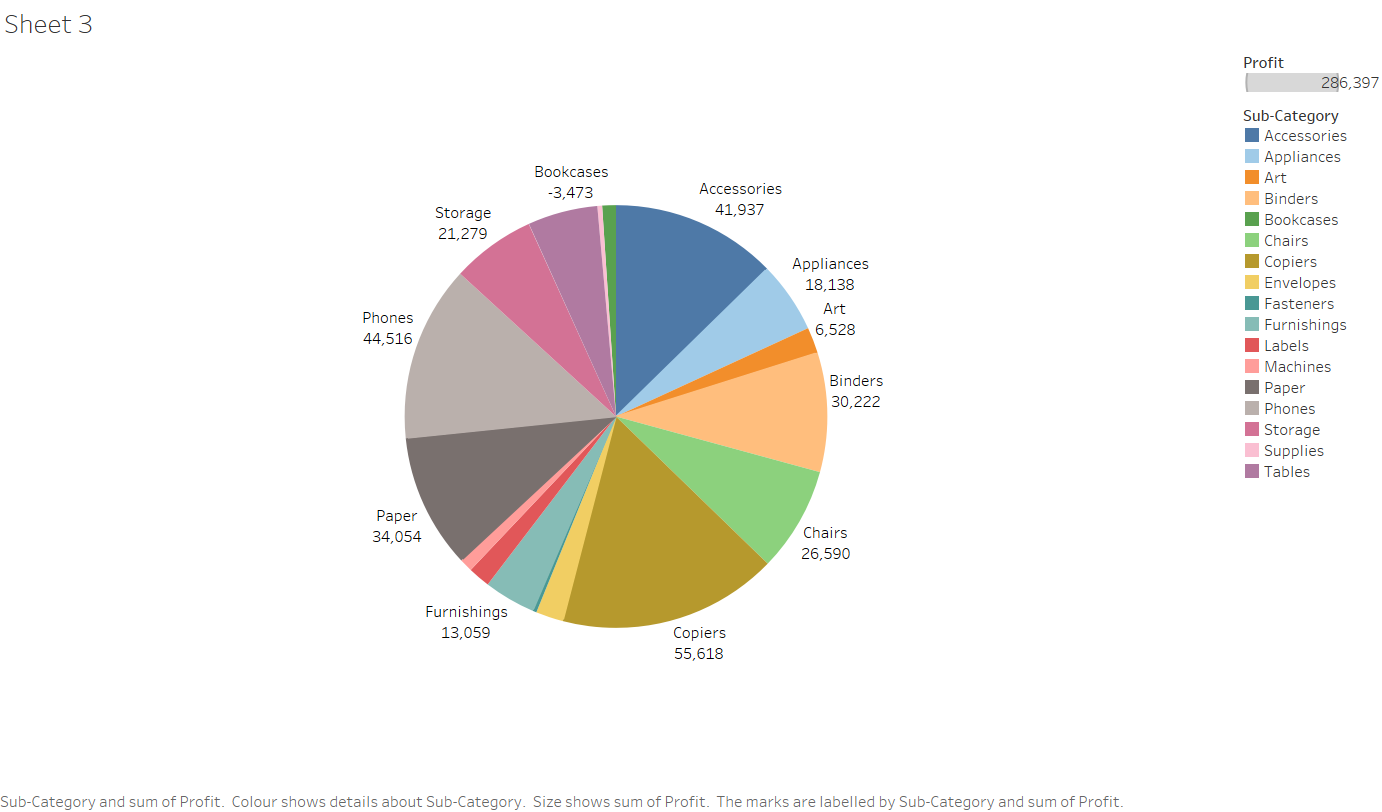 Sheet 3
Profit
286,397
Sub-Category
Accessories
Appliances
Art
Binders
Bookcases
Chairs
Copiers
Envelopes
Fasteners
Furnishings
Labels
Machines
Paper
Phones
Storage
Supplies
Tables
Bookcases
-3,473
Accessories
41,937
Storage
21,279
Appliances
18,138
Art
6,528
Phones
44,516
Binders
30,222
Paper
34,054
Chairs
26,590
Furnishings
13,059
Copiers
55,618
Sub-Category and sum of Profit.  Colour shows details about Sub-Category.  Size shows sum of Profit.  The marks are labelled by Sub-Category and sum of Profit.